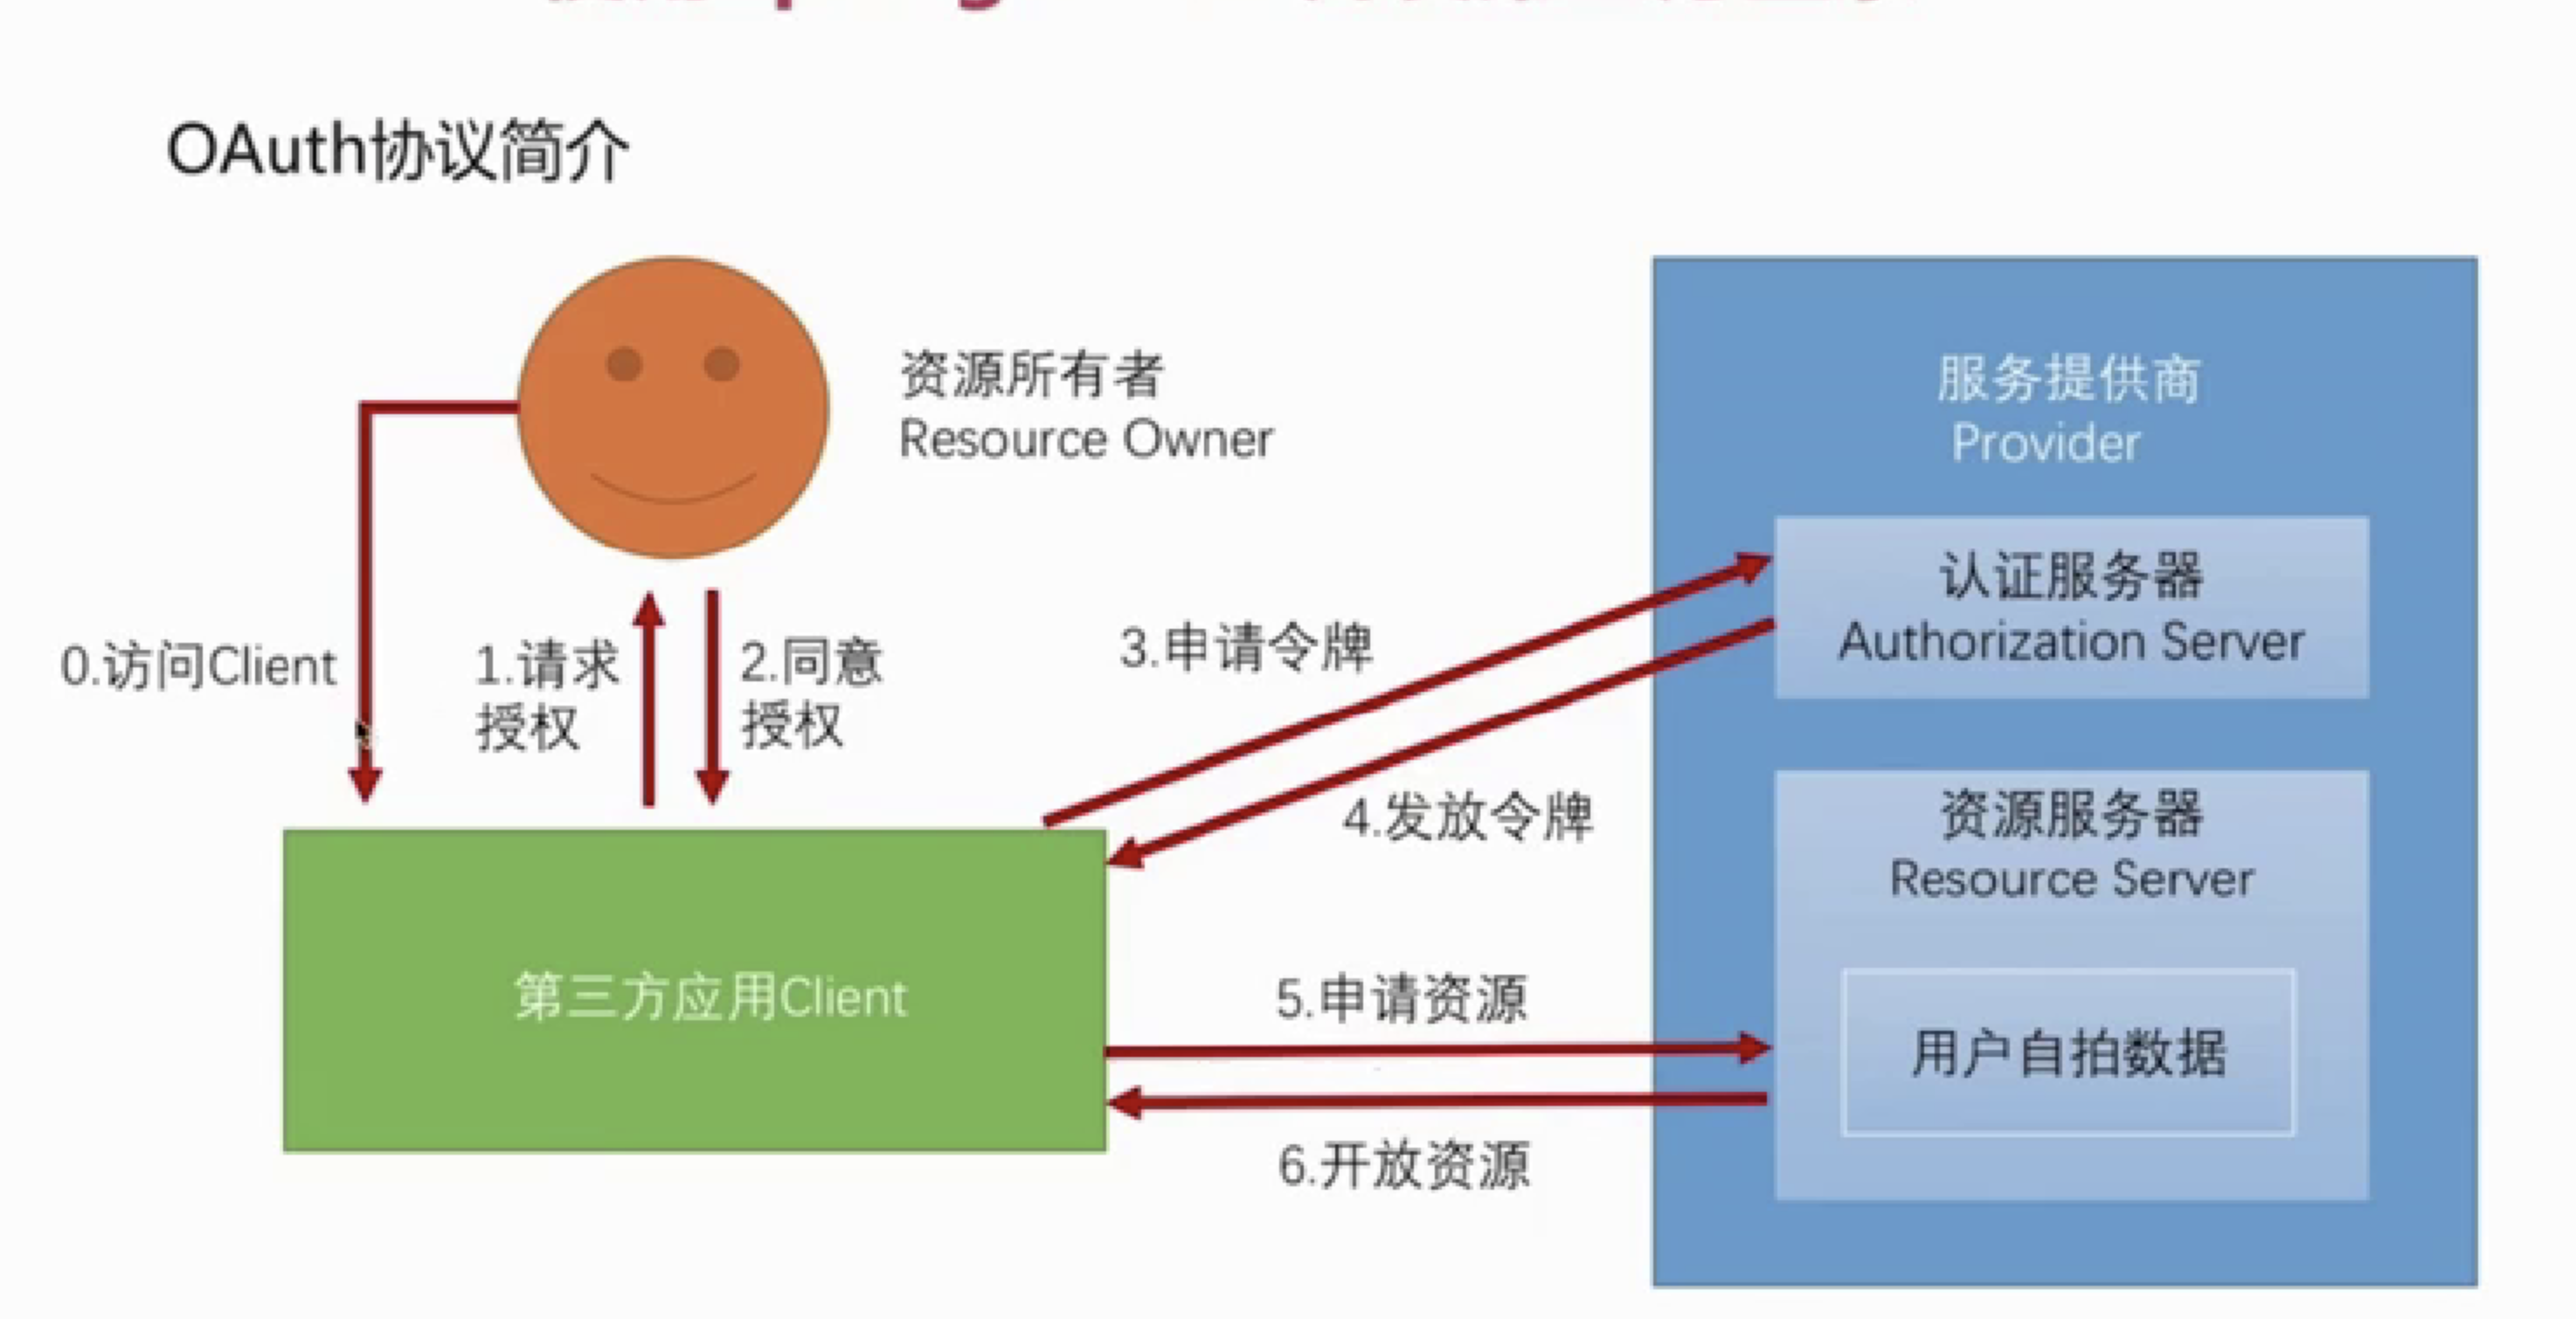 OAuth协议简介
资源所有者
Resource Owner
服务提供商
Provider
认证服务器
Authorization Server
0.访问Client
1.请求
授权
2.同意
授权
3.申请令牌
4.发放令牌
资源服务器
Resource Server
第三方应用Client
5.申请资源
用户自拍数据
6.开放资源